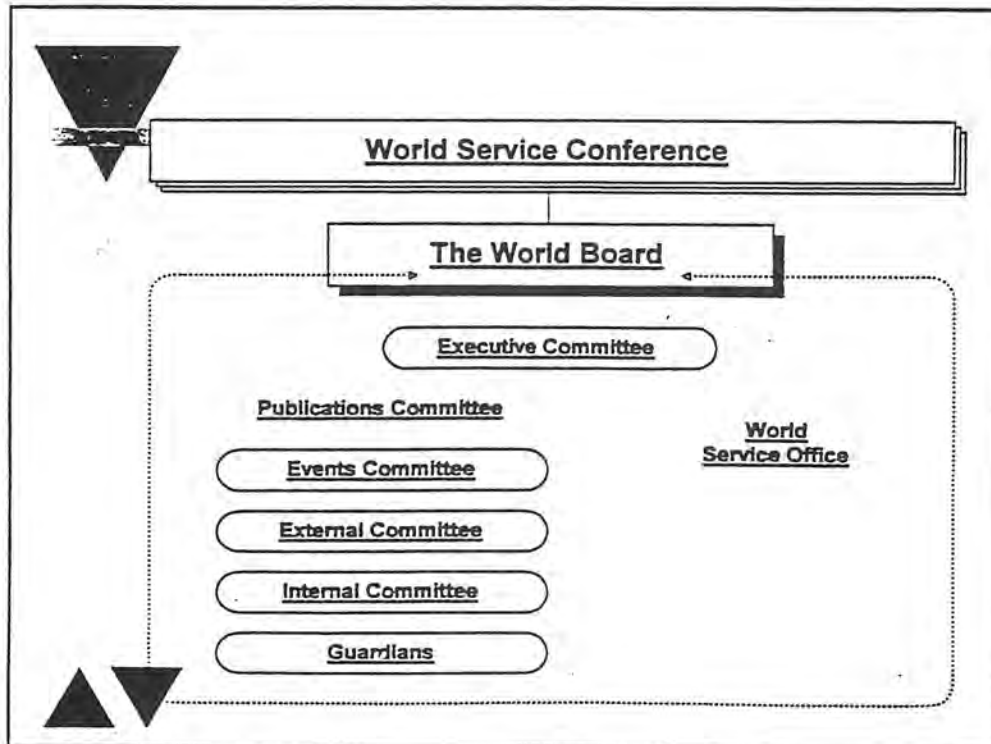 World Service Conference
The World Board
Executive Committee
Publications Committee
World
Service Office
Events Committee
External Committee
Internal Committee
Guardians